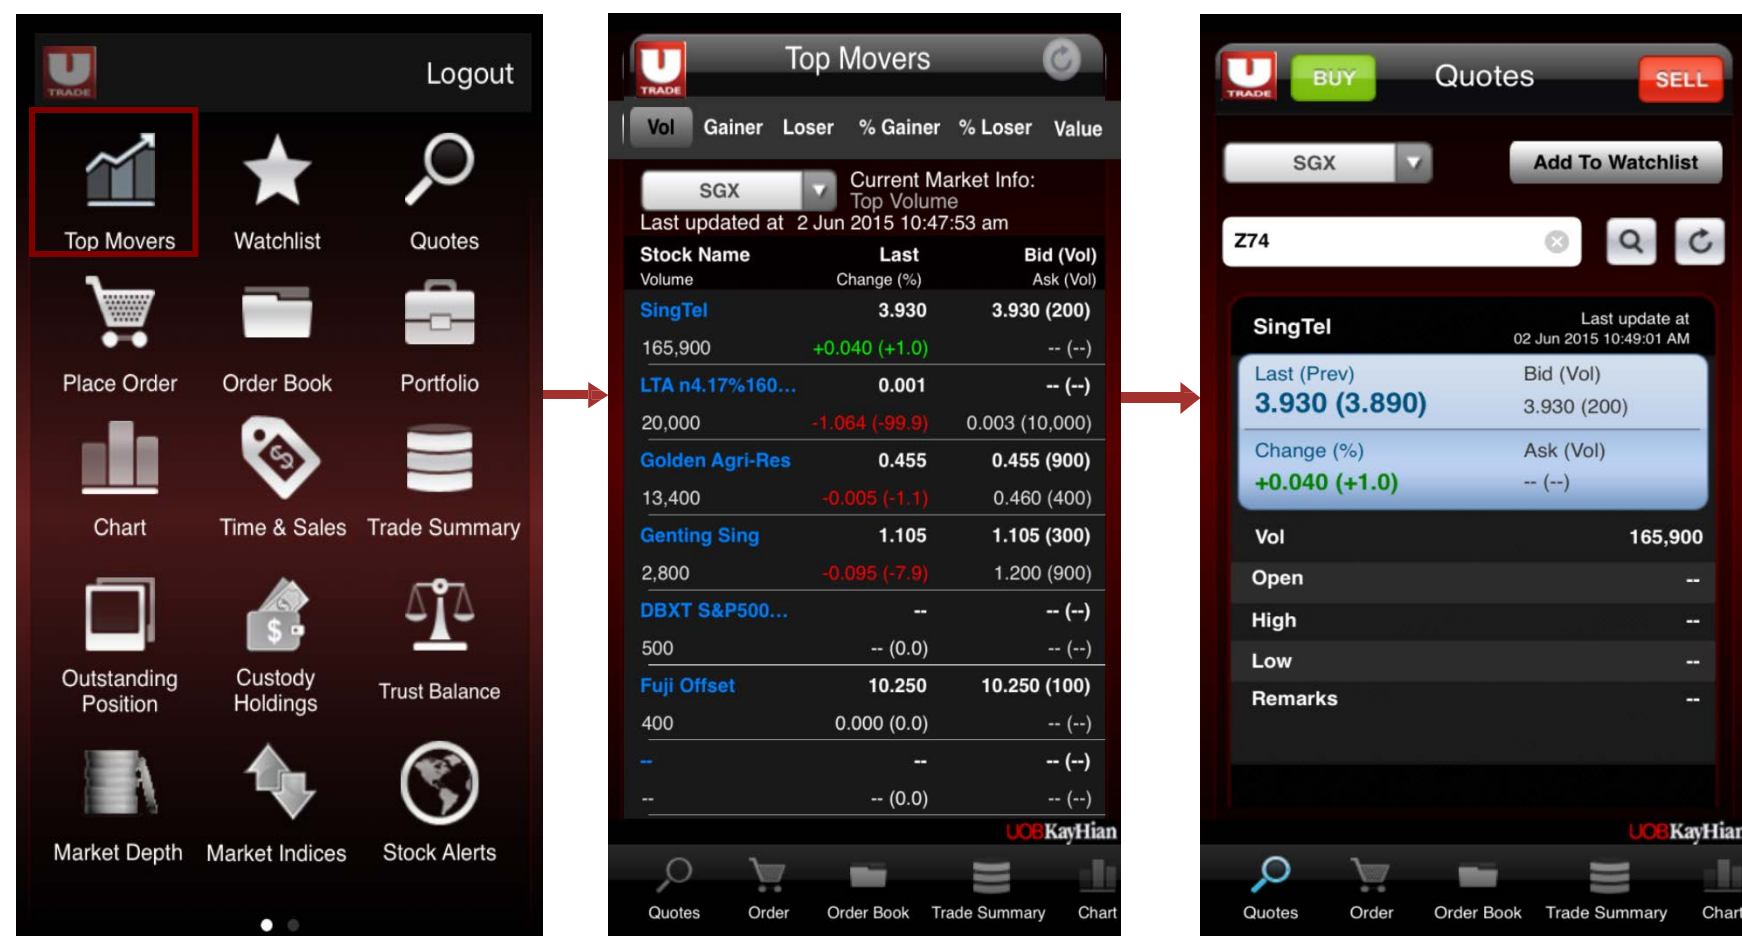 U
TRADE
Logout
Top Movers
Watchlist
Quotes
Place Order
Order Book
Portfolio
Chart
Time & Sales
Trade Summary
Outstanding
Position
Custody
Holdings
Trust Balance
Market Depth
Market Indices
Stock Alerts
U
TRADE
Top Movers
Vol Gainer Loser % Gainer % Loser Value
SGX
Current Market Info:
Top Volume
Last updated at 2 Jun 2015 10:47:53 am
Stock Name Last Bid (Vol)
Volume Change (%) Ask (Vol)
SingTel 3.930 3.930 (200)
165,900 +0.040 (+1.0) -- (--)
LTA n4.17%160... 0.001 -- (--)
20,000 -1.064 (-99.9) 0.003 (10,000)
Golden Agri-Res 0.455 0.455 (900)
13,400 -0.005 (-1.1) 0.460 (400)
Genting Sing 1.105 1.105 (300)
2,800 -0.095 (-7.9) 1.200 (900)
DBXT S&P500... -- -- (--)
500 -- (0.0) -- (--)
Fuji Offset 10.250 10.250 (100)
400 0.000 (0.0) -- (--)
-- -- -- (--)
-- -- (0.0) -- (--)
UOBKayHian
Quotes Order Order Book Trade Summary Chart
U
TRADE
BUY
Quotes
SELL
SGX
Add To Watchlist
Z74
SingTel
Last update at
02 Jun 2015 10:49:01 AM
Last (Prev) Bid (Vol)
3.930 (3.890) 3.930 (200)
Change (%) Ask (Vol)
+0.040 (+1.0) -- (--)
Vol 165,900
Open --
High --
Low --
Remarks --
UOBKayHian
Quotes Order Order Book Trade Summary Chart